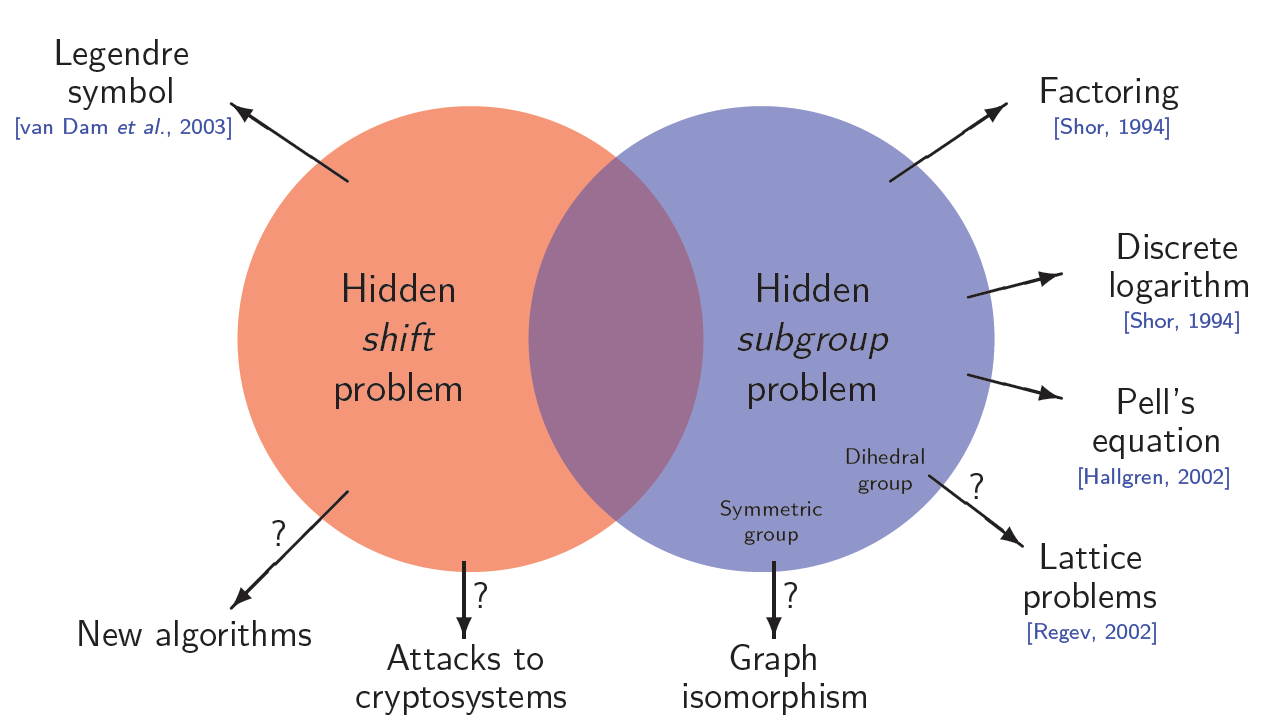 Legendre
symbol
[van Dam et al., 2003]
Factoring
[Shor, 1994]
Discrete
logarithm
[Shor, 1994]
Hidden
shift
problem
Hidden
subgroup
problem
Pell's
equation
[Hallgren, 2002]
Dihedral
group
?
Symmetric
group
Lattice
problems
[Regev, 2002]
?
New algorithms
?
Attacks to
cryptosystems
?
Graph
isomorphism